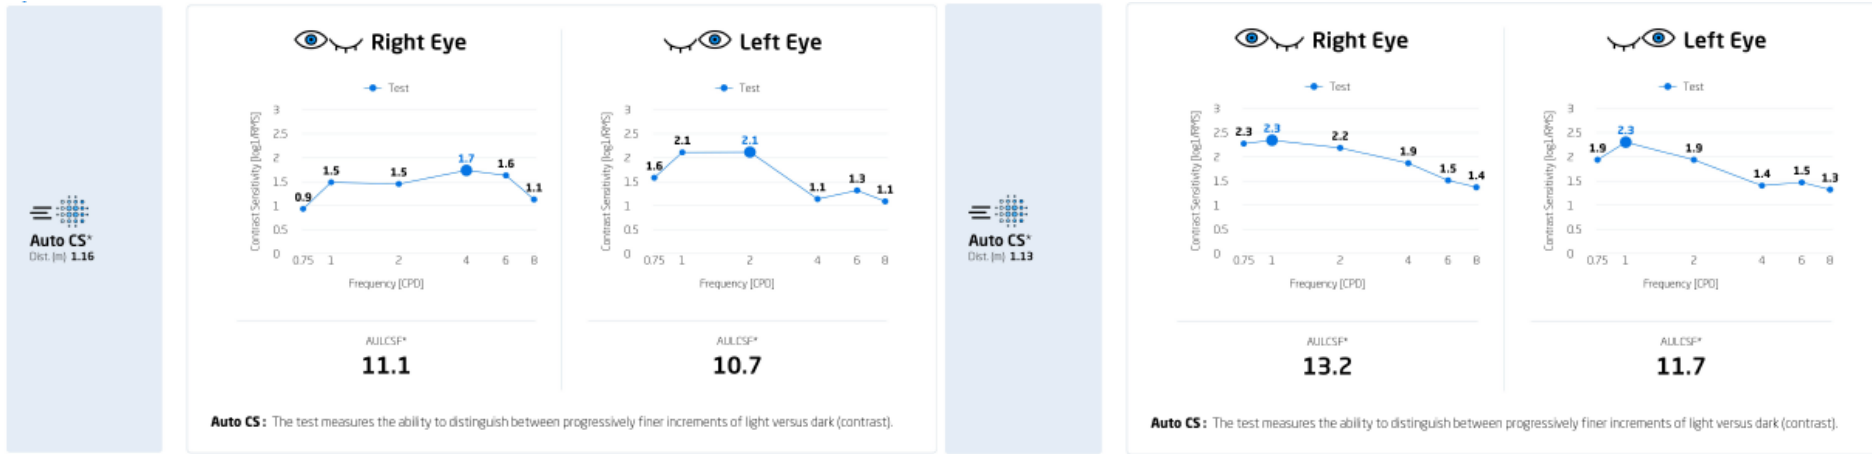 Right Eye
Test
Contrast Sensitivity [log1/RMS]
3
2.5
2
1.5
1
0.5
0
0.9
1.5
1.5
1.7
1.6
1.1
0.75 1 2 4 6 8
Frequency [CPD]
AULCSF*
11.1
Left Eye
Test
Contrast Sensitivity [log1/RMS]
3
2.5
2
1.5
1
0.5
0
1.6
2.1
2.1
1.1
1.3
1.1
0.75 1 2 4 6 8
Frequency [CPD]
AULCSF*
10.7
Auto CS*
Dist. (m) 1.16
Auto CS: The test measures the ability to distinguish between progressively finer increments of light versus dark (contrast).
Right Eye
Test
Contrast Sensitivity [log1/RMS]
3
2.5
2
1.5
1
0.5
0
2.3
2.3
2.2
1.9
1.5
1.4
0.75 1 2 4 6 8
Frequency [CPD]
AULCSF*
13.2
Left Eye
Test
Contrast Sensitivity [log1/RMS]
3
2.5
2
1.5
1
0.5
0
1.9
2.3
1.9
1.4
1.5
1.3
0.75 1 2 4 6 8
Frequency [CPD]
AULCSF*
11.7
Auto CS*
Dist. (m) 1.13
Auto CS: The test measures the ability to distinguish between progressively finer increments of light versus dark (contrast).